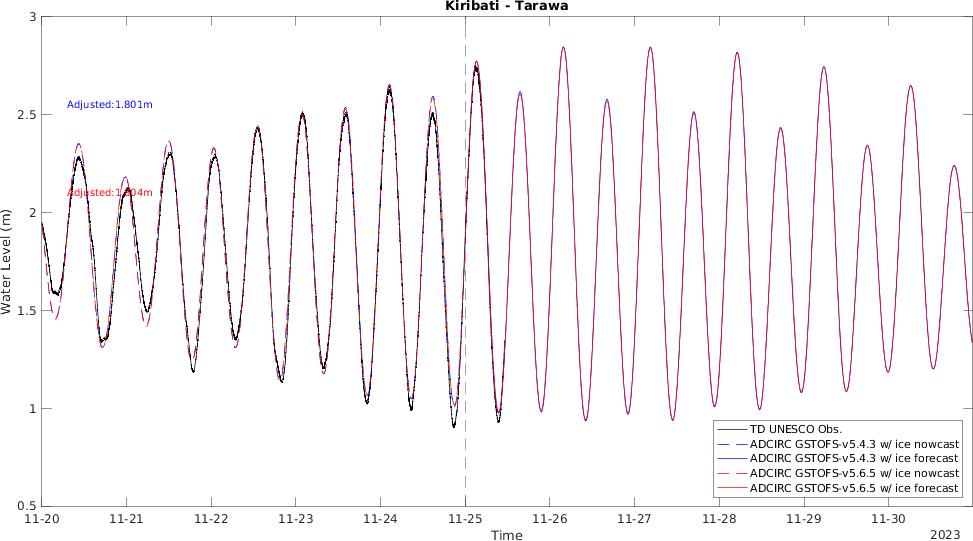 Kiribati - Tarawa
3
2.5
2
1.5
1
0.5
Water Level (m)
Adjusted:1.801m
11-20
11-21
11-22
11-23
11-24
11-25
11-26
11-27
11-28
11-29
11-30
Time
2023
TD UNESCO Obs.
ADCIRC GSTOFS-v5.4.3 w/ ice nowcast
ADCIRC GSTOFS-v5.4.3 w/ ice forecast
ADCIRC GSTOFS-v5.6.5 w/ ice nowcast
ADCIRC GSTOFS-v5.6.5 w/ ice forecast